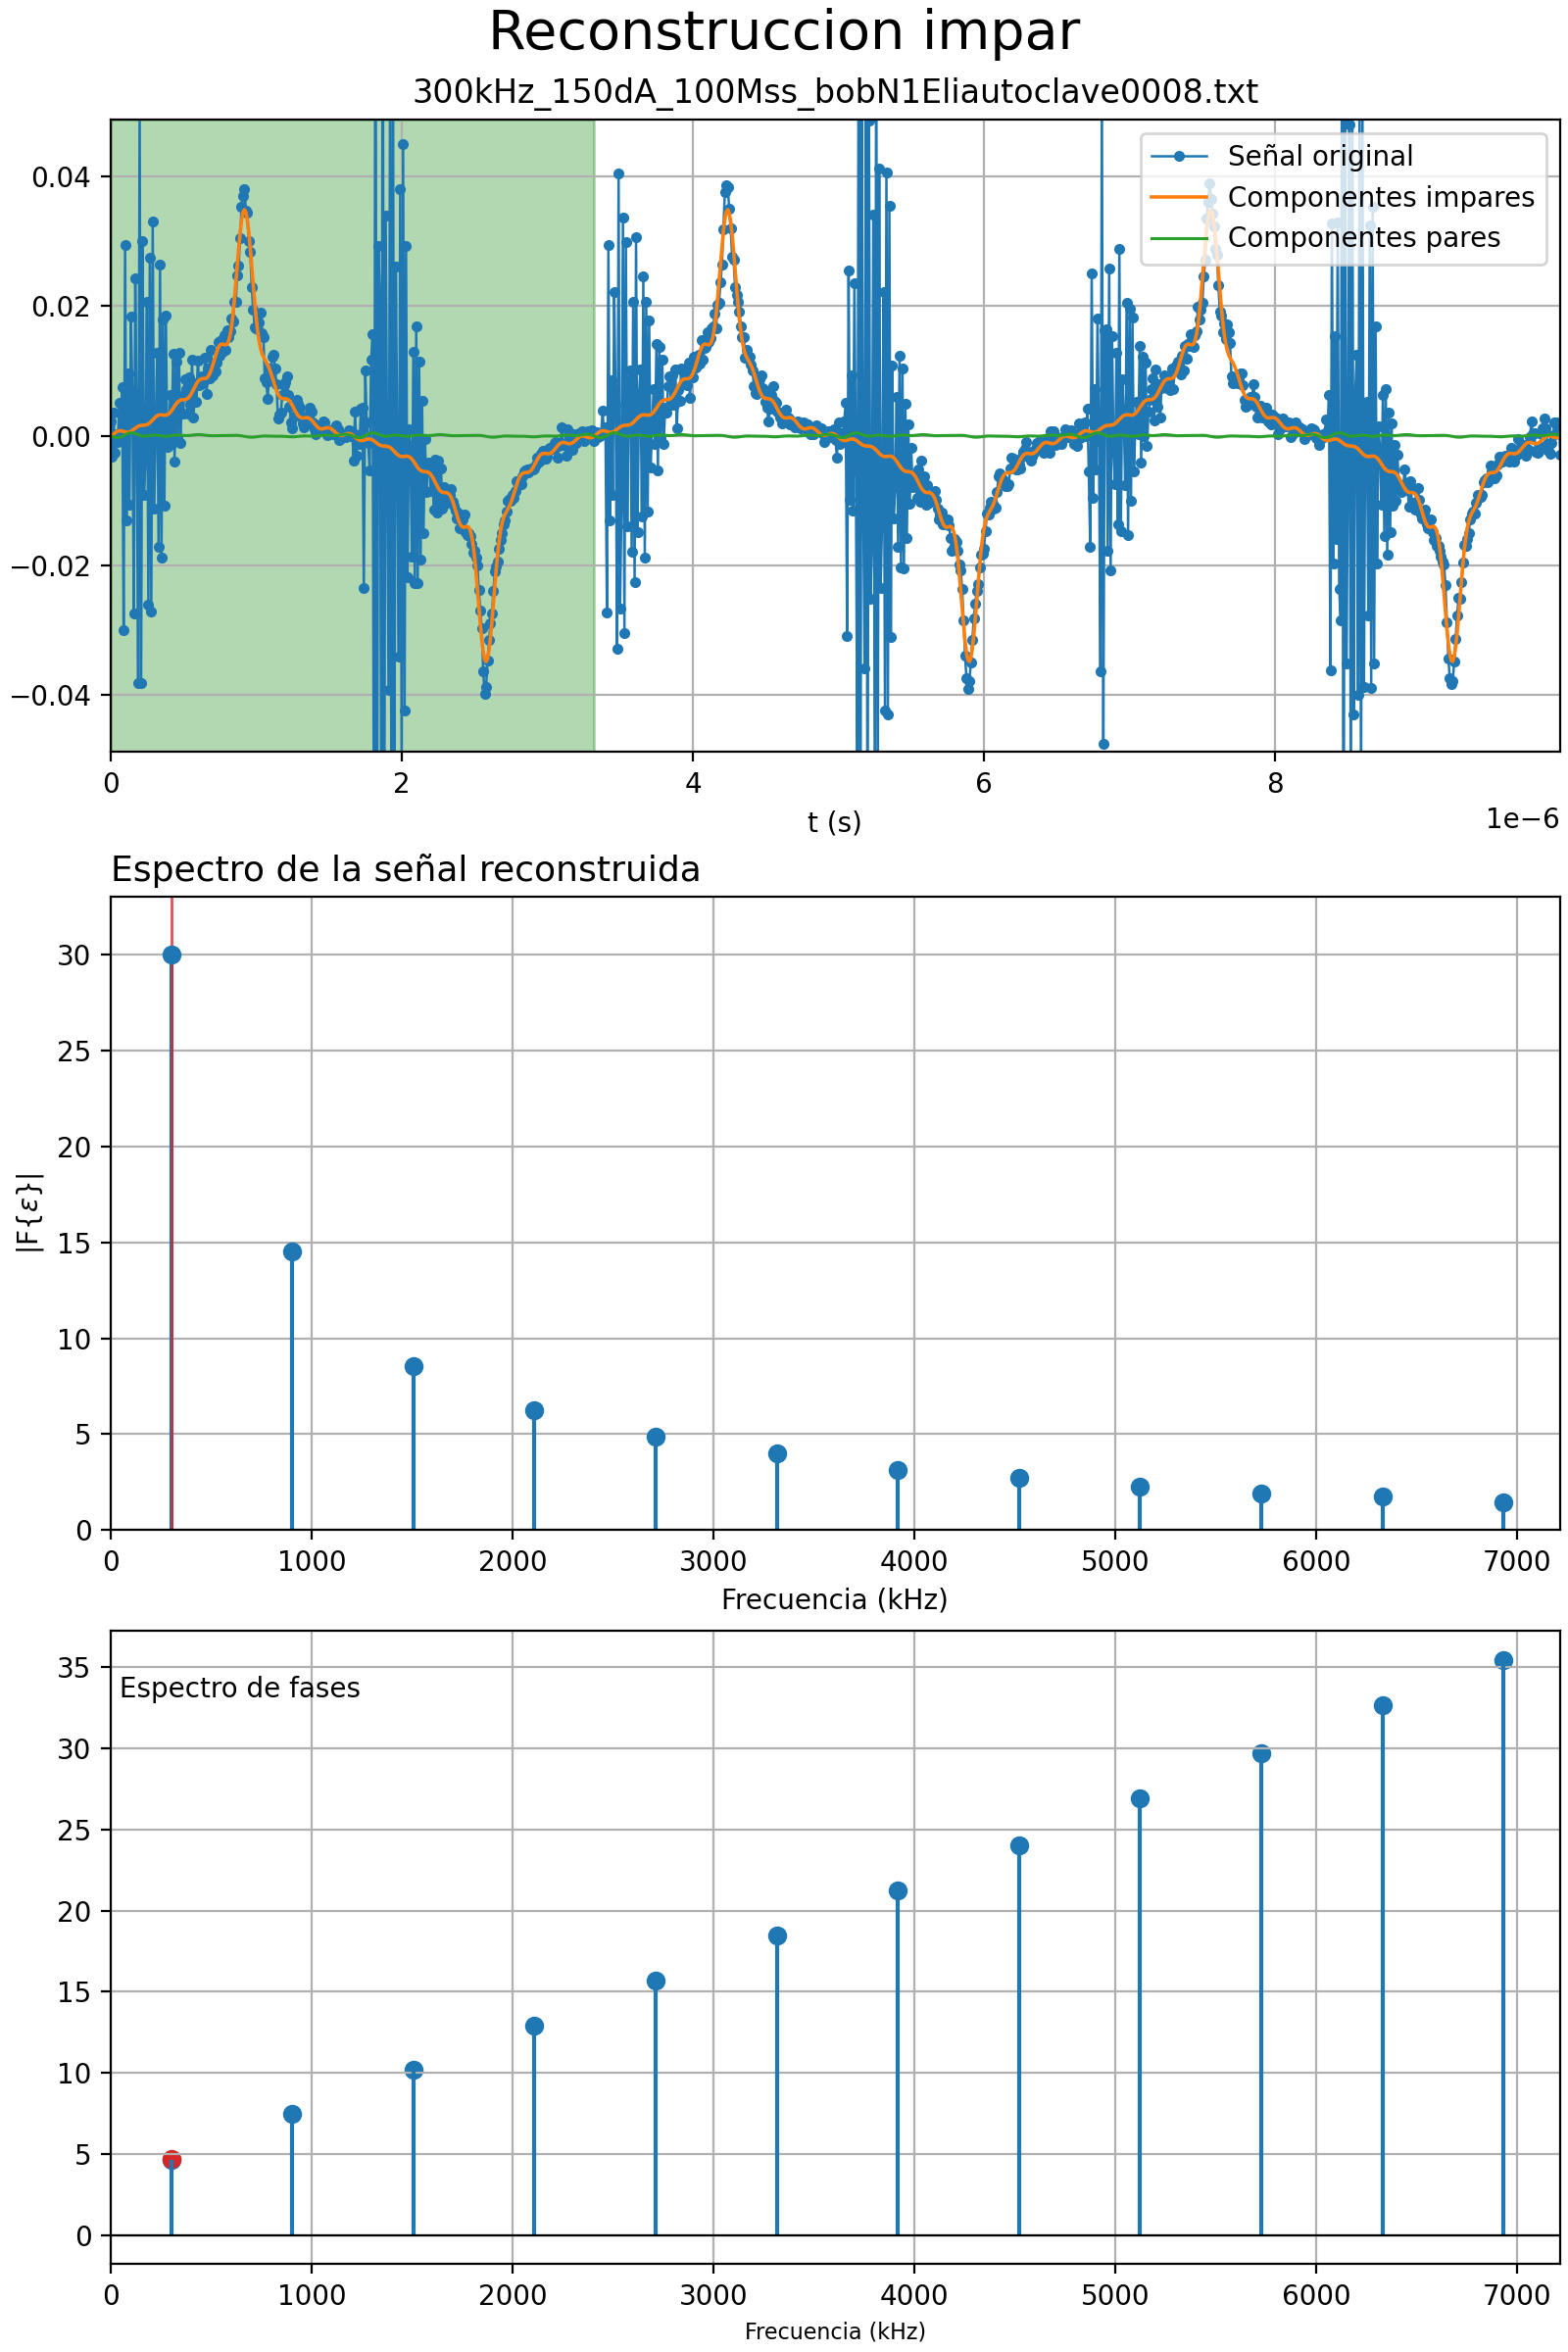 Reconstruccion impar
300kHz_150dA_100Mss_bobN1Eliautoclave0008.txt
Señal original
Componentes impares
Componentes pares
0.04
0.02
0.00
−0.02
−0.04
0 2 4 6 8
1e−6
t (s)
Espectro de la señal reconstruida
30
25
20
15
10
5
0
|F{ε}|
0 1000 2000 3000 4000 5000 6000 7000
Frecuencia (kHz)
Espectro de fases
35
30
25
20
15
10
5
0
0 1000 2000 3000 4000 5000 6000 7000
Frecuencia (kHz)